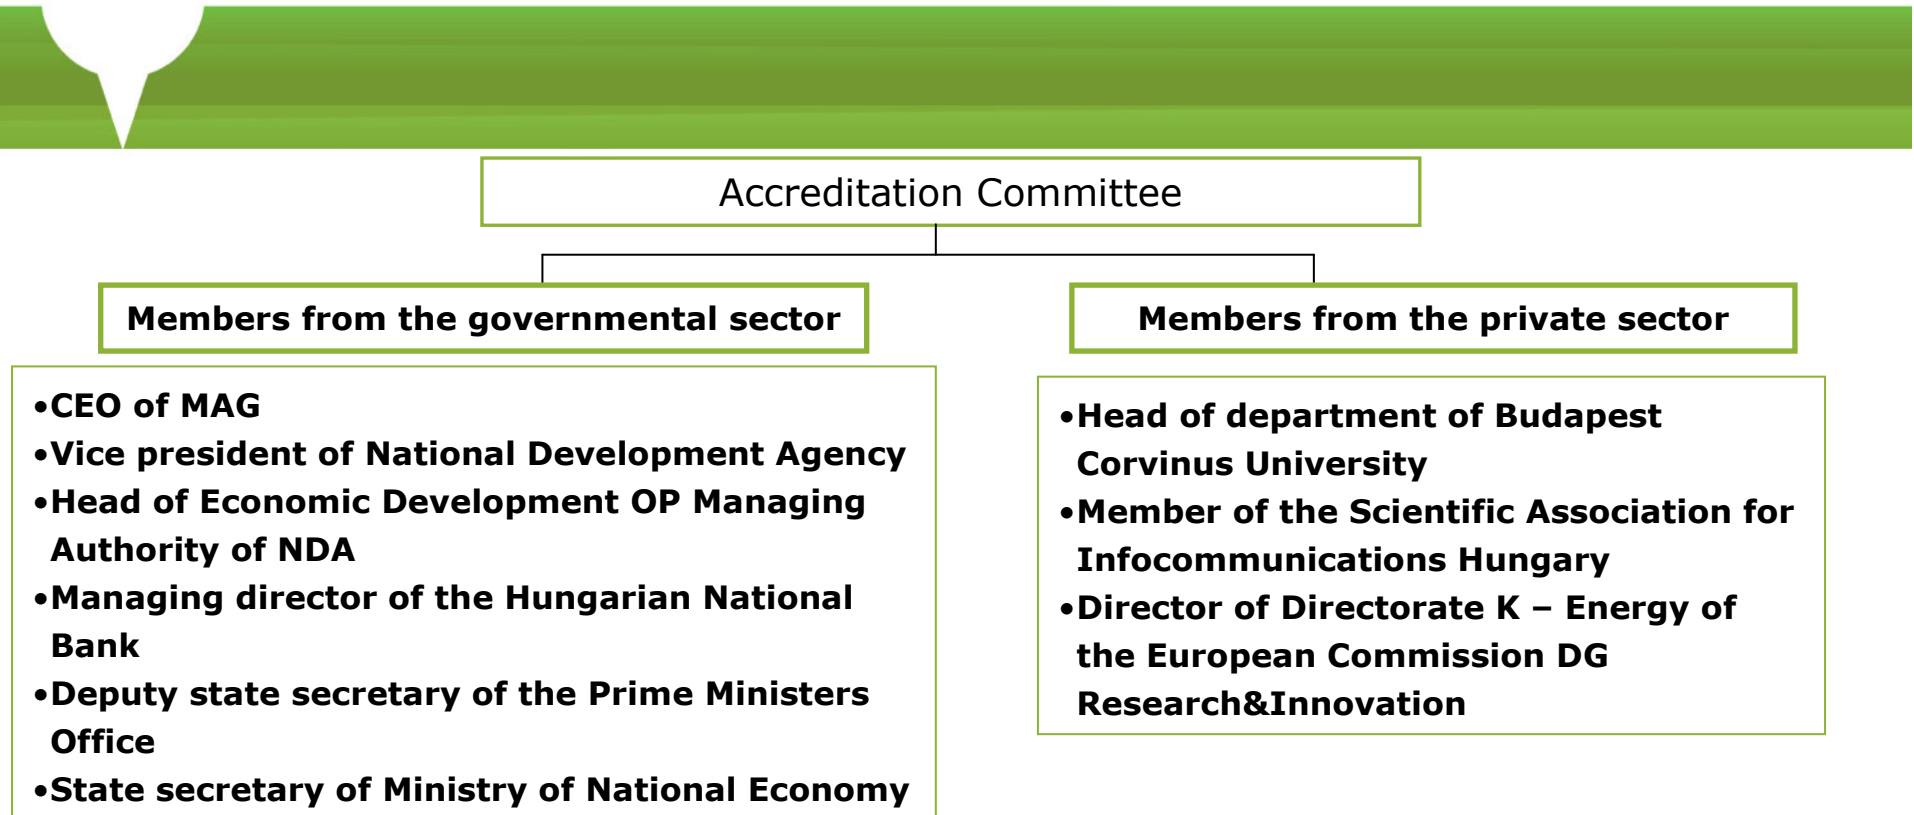 Accreditation Committee
Members from the governmental sector
•CEO of MAG
•Vice president of National Development Agency
•Head of Economic Development OP Managing
Authority of NDA
•Managing director of the Hungarian National
Bank
•Deputy state secretary of the Prime Ministers
Office
•State secretary of Ministry of National Economy
Members from the private sector
•Head of department of Budapest
Corvinus University
•Member of the Scientific Association for
Infocommunications Hungary
•Director of Directorate K – Energy of
the European Commission DG
Research&Innovation